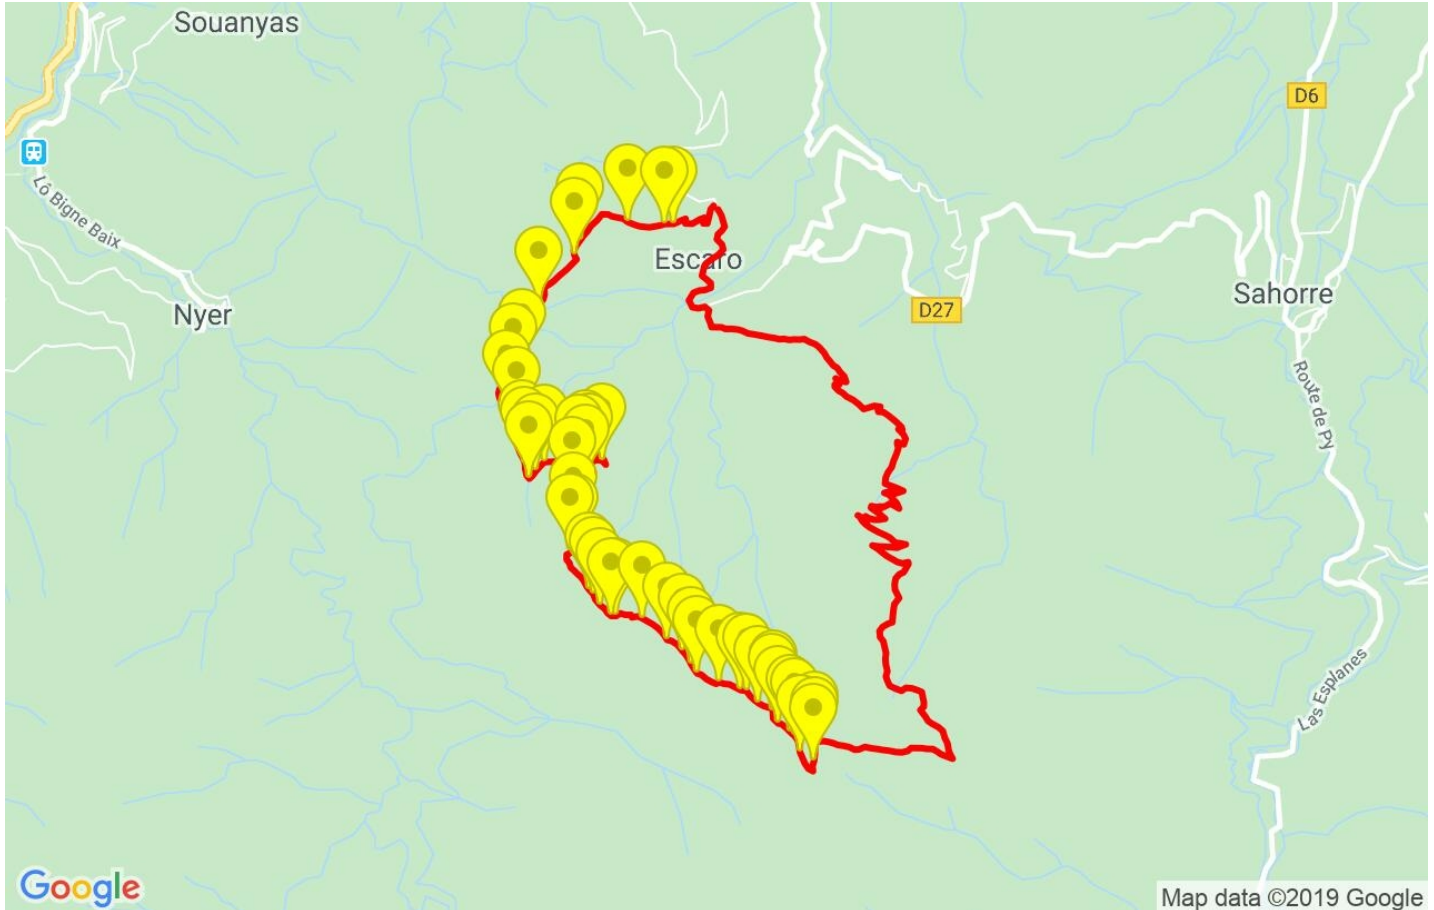 Souanyas
D6
Lô Bigne Baix
Escaro
Sahorre
D27
Nyer
Route de Py
Las Esplanes
Google
Map data ©2019 Google